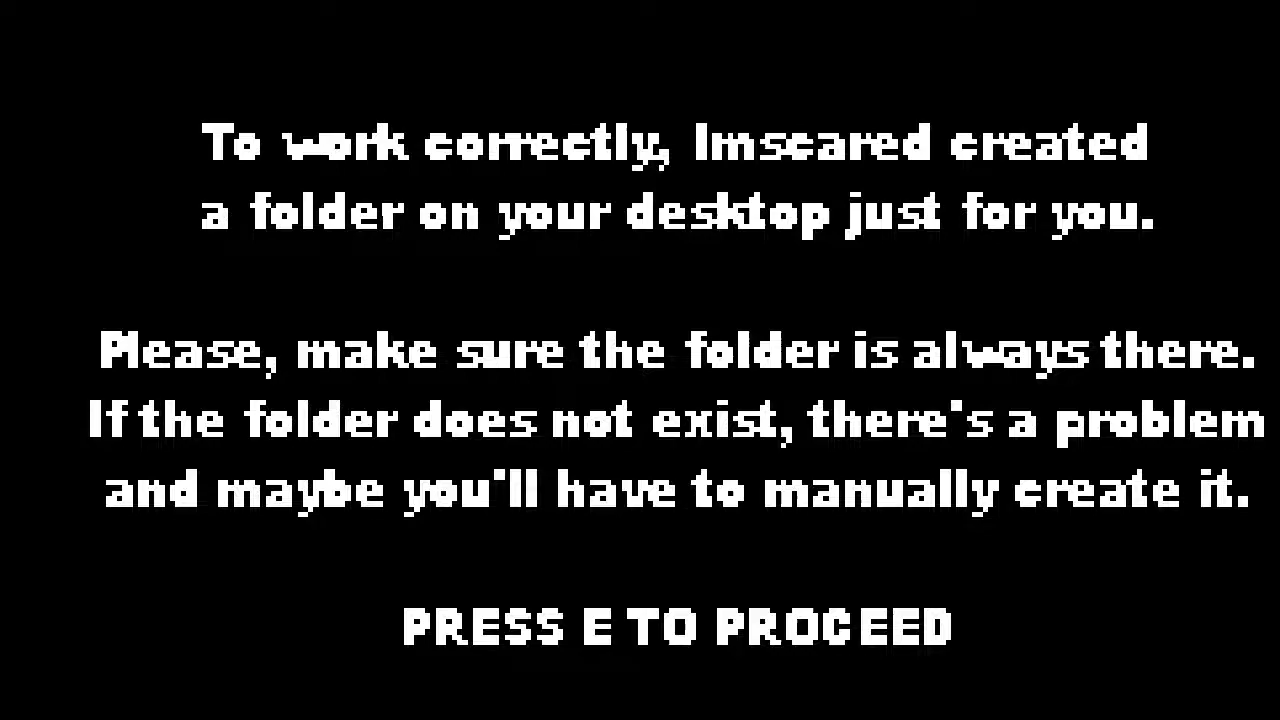 To work correctly, Imscared created
a folder on your desktop just for you.
Please, make sure the folder is always there.
If the folder does not exist, there's a problem
and maybe you'll have to manually create it.
PRESS E TO PROCEED